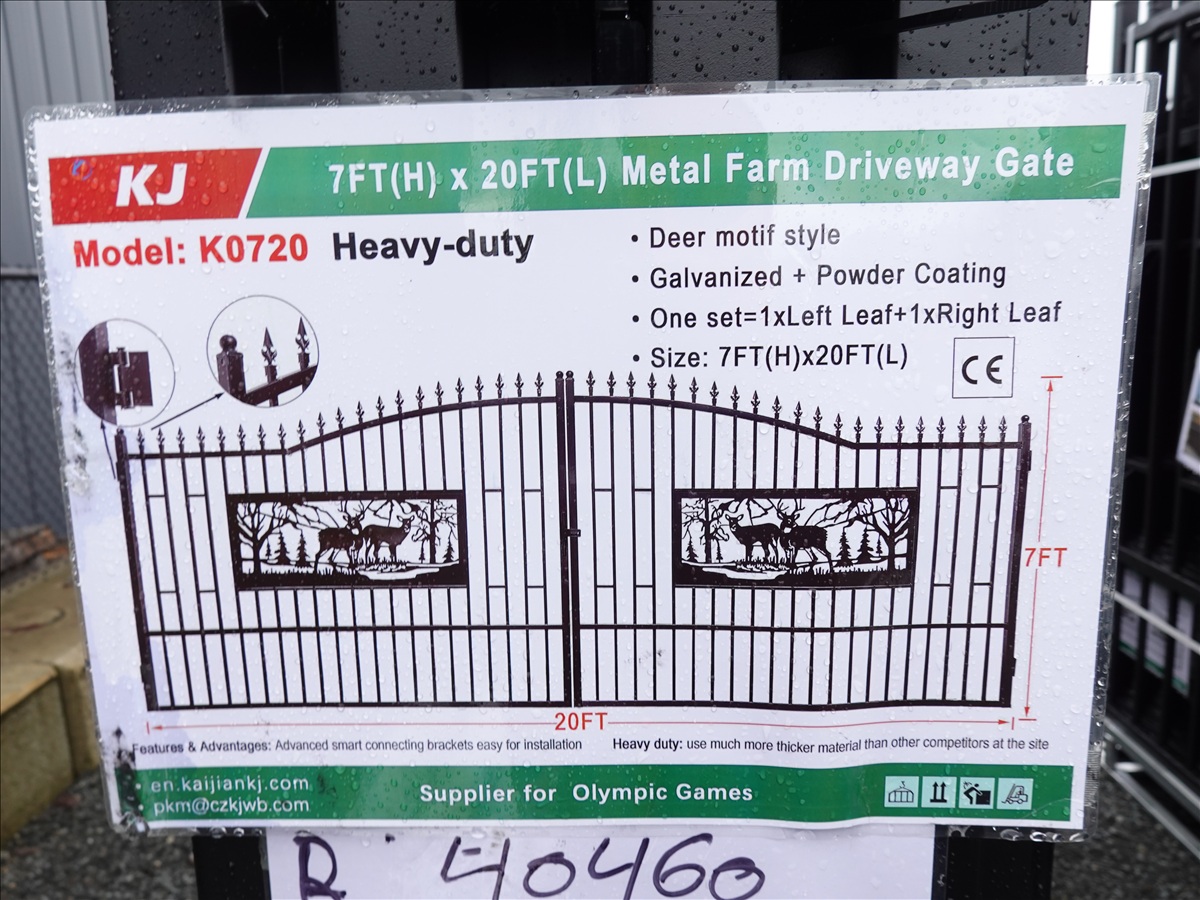 KJ
7FT(H) x 20FT(L) Metal Farm Driveway Gate
Model: K0720 Heavy-duty
• Deer motif style
• Galvanized + Powder Coating
• One set=1xLeft Leaf+1xRight Leaf
• Size: 7FT(H)x20FT(L)
CE
7FT
20FT
Features & Advantages: Advanced smart connecting brackets easy for installation
Heavy duty: use much more thicker material than other competitors at the site
en.kaijiankj.com
pkm@czkjwb.com
Supplier for Olympic Games
R 40460